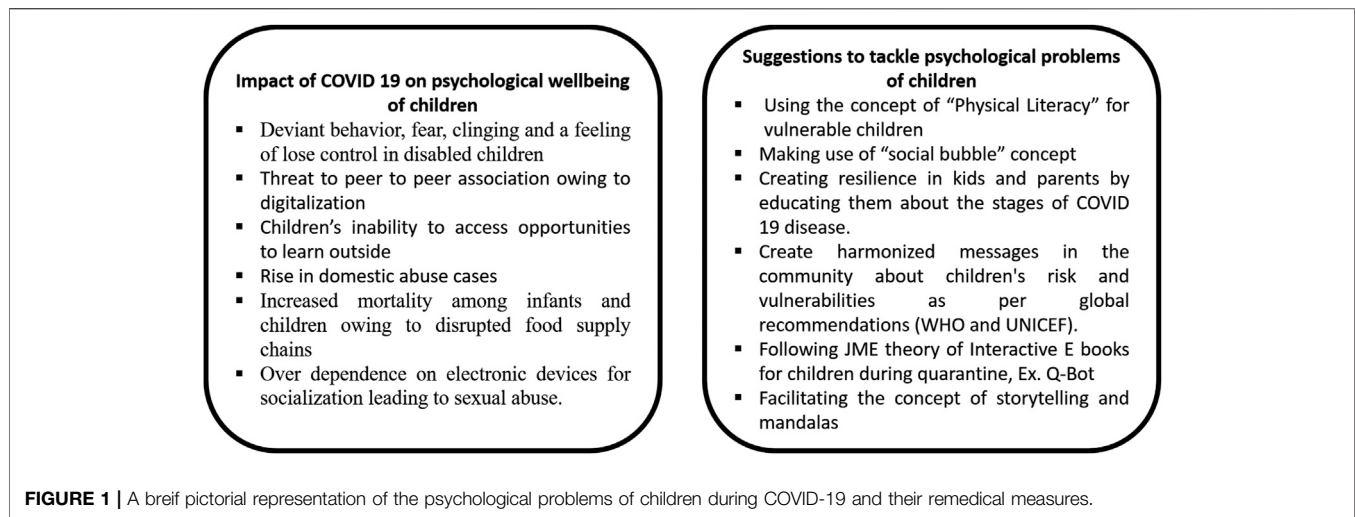 Impact of COVID 19 on psychological wellbeing
of children
▪ Deviant behavior, fear, clinging and a feeling
of lose control in disabled children
▪ Threat to peer to peer association owing to
digitalization
▪ Children's inability to access opportunities
to learn outside
▪ Rise in domestic abuse cases
▪ Increased mortality among infants and
children owing to disrupted food supply
chains
▪ Over dependence on electronic devices for
socialization leading to sexual abuse.
Suggestions to tackle psychological problems
of children
▪ Using the concept of “Physical Literacy” for
vulnerable children
▪ Making use of “social bubble” concept
▪ Creating resilience in kids and parents by
educating them about the stages of COVID
19 disease.
▪ Create harmonized messages in the
community about children's risk and
vulnerabilities as per global
recommendations (WHO and UNICEF).
▪ Following JME theory of Interactive E books
for children during quarantine, Ex. Q-Bot
▪ Facilitating the concept of storytelling and
mandalas
FIGURE 1 | A breif pictorial representation of the psychological problems of children during COVID-19 and their remedical measures.